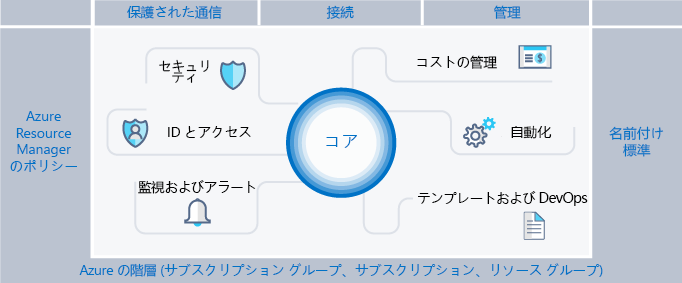 保護された通信
接続
管理
Azure
Resource
Manager
のポリシー
セキュリ
ティ
ID とアクセス
監視およびアラート
コア
コストの管理
自動化
テンプレートおよび DevOps
名前付け
標準
Azure の階層 (サブスクリプション グループ、サブスクリプション、リソース グループ)